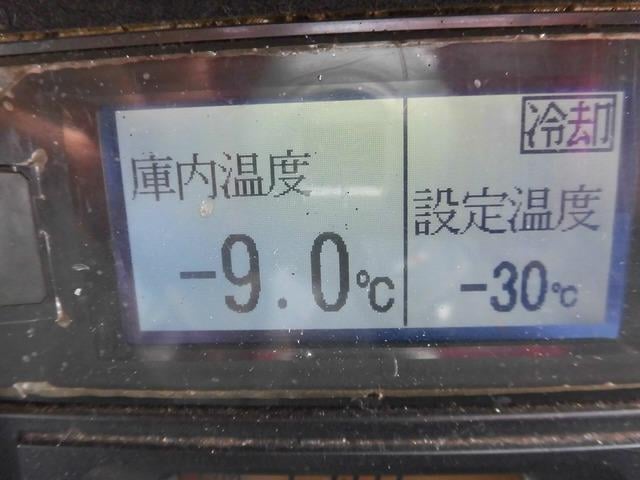 庫内温度
-9.0℃
冷却
設定温度
-30℃